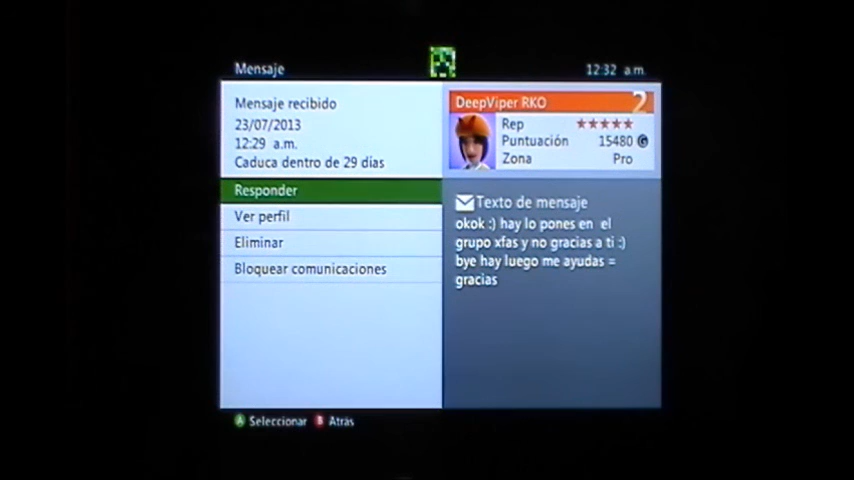 Mensaje
12:32 a.m.
Mensaje recibido
23/07/2013
12:29 a.m.
Caduca dentro de 29 días
Responder
Ver perfil
Eliminar
Bloquear comunicaciones
DeepViper RKO
2
Rep
Puntuación 15480 G
Zona Pro
Texto de mensaje
okok :) hay lo pones en el
grupo xfas y no gracias a ti :)
bye hay luego me ayudas =
gracias
A Seleccionar B Atrás